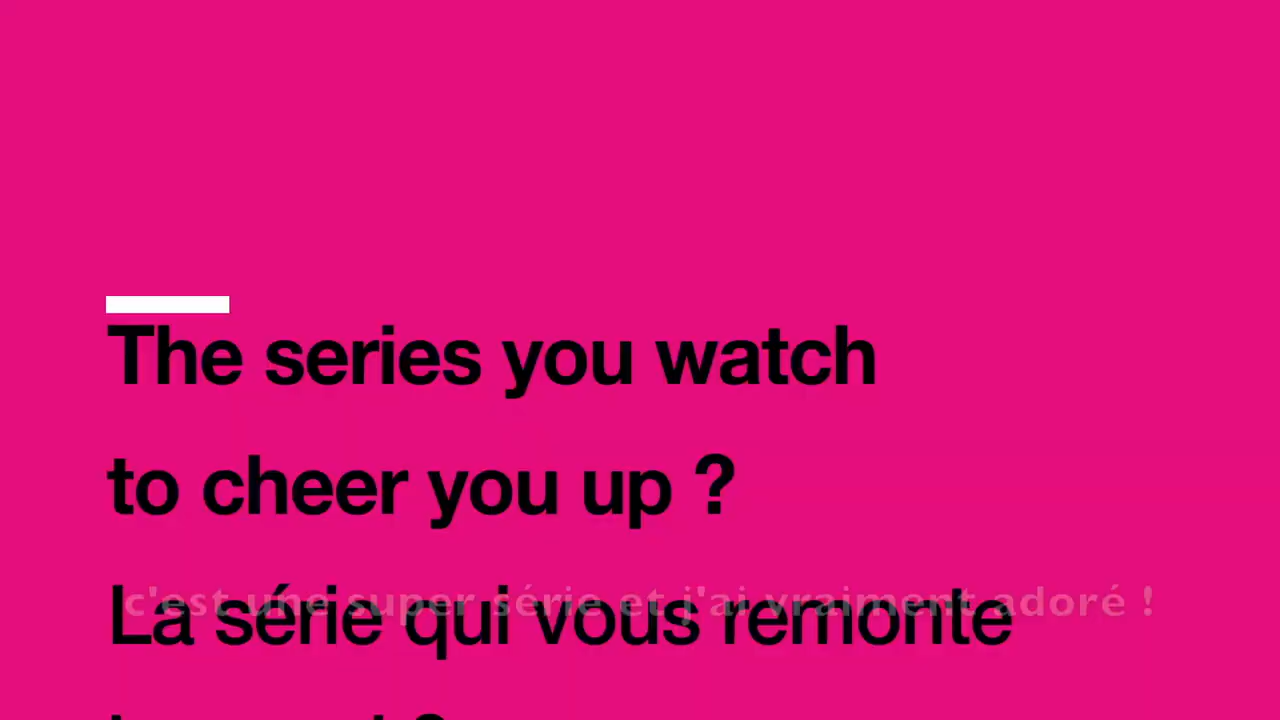 The series you watch
to cheer you up ?
La série qui vous remonte
c'est une super série et j'ai vraiment adoré !